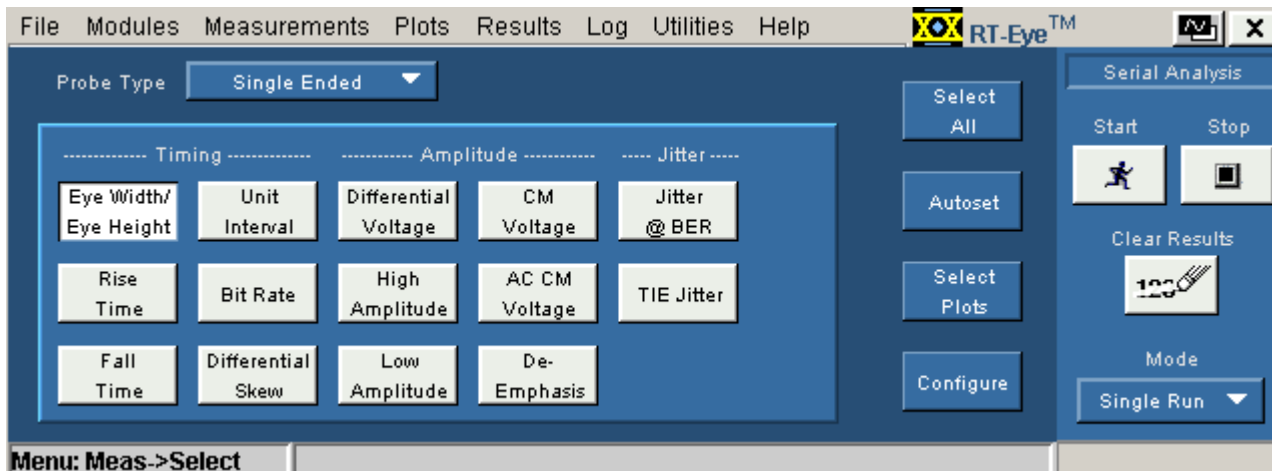 File Modules Measurements Plots Results Log Utilities Help RT-Eye™
Probe Type Single Ended
-------------- Timing ------------- ------------ Amplitude ------------ ----- Jitter -----
Eye Width/
Eye Height
Unit
Interval
Differential
Voltage
CM
Voltage
Jitter
@ BER
Rise
Time
Bit Rate
High
Amplitude
AC CM
Voltage
TIE Jitter
Fall
Time
Differential
Skew
Low
Amplitude
De-
Emphasis
Select
All
Autoset
Select
Plots
Configure
Serial Analysis
Start Stop
Clear Results
123
Mode
Single Run
Menu: Meas->Select